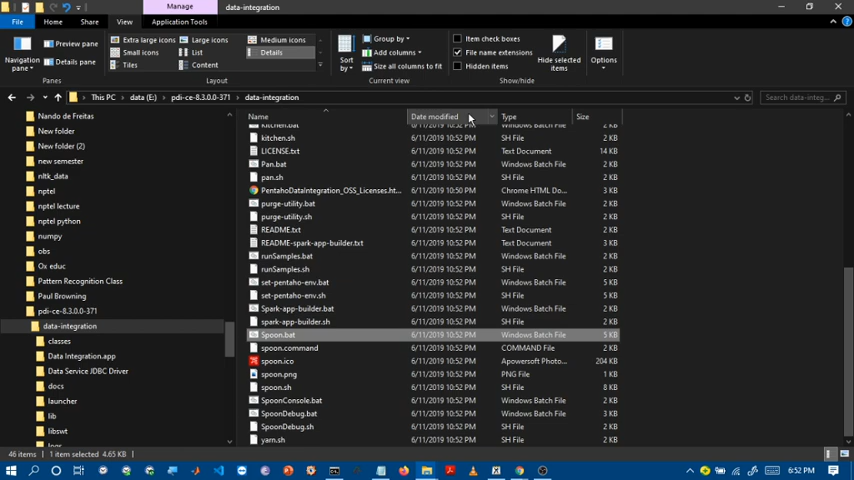 Manage
data-integration
File
Home
Share
View
Application Tools
Navigation pane
Preview pane
Details pane
Extra large icons
Large icons
Medium icons
Small icons
List
Details
Tiles
Content
Sort by
Group by
Add columns
Size all columns to fit
Item check boxes
File name extensions
Hidden items
Hide selected items
Options
Panes
Layout
Current view
Show/hide
This PC > data (E:) > pdi-ce-8.3.0.0-371 > data-integration
Search data-integ...
Nando de Freitas
New folder
New folder (2)
new semester
nltk_data
nptel
nptel lecture
nptel python
numpy
obs
Ox educ
Pattern Recognition Class
Paul Browning
pdi-ce-8.3.0.0-371
data-integration
classes
Data Integration.app
Data Service JDBC Driver
docs
launcher
lib
libswt
logs
Name Date modified Type Size
kitchen.bat 6/11/2019 10:52 PM Windows Batch File 2 KB
kitchen.sh 6/11/2019 10:52 PM SH File 2 KB
LICENSE.txt 6/11/2019 10:52 PM Text Document 14 KB
Pan.bat 6/11/2019 10:52 PM Windows Batch File 2 KB
pan.sh 6/11/2019 10:52 PM SH File 2 KB
PentahoDataIntegration_OSS_Licenses.ht... 6/11/2019 10:50 PM Chrome HTML Do... 3 KB
purge-utility.bat 6/11/2019 10:52 PM Windows Batch File 2 KB
purge-utility.sh 6/11/2019 10:52 PM SH File 2 KB
README.txt 6/11/2019 10:52 PM Text Document 2 KB
README-spark-app-builder.txt 6/11/2019 10:52 PM Text Document 3 KB
runSamples.bat 6/11/2019 10:52 PM Windows Batch File 2 KB
runSamples.sh 6/11/2019 10:52 PM SH File 2 KB
set-pentaho-env.bat 6/11/2019 10:52 PM Windows Batch File 5 KB
set-pentaho-env.sh 6/11/2019 10:52 PM SH File 5 KB
Spark-app-builder.bat 6/11/2019 10:52 PM Windows Batch File 2 KB
spark-app-builder.sh 6/11/2019 10:52 PM SH File 2 KB
Spoon.bat 6/11/2019 10:52 PM Windows Batch File 5 KB
spoon.command 6/11/2019 10:52 PM COMMAND File 2 KB
spoon.ico 6/11/2019 10:52 PM Apowersoft Photo... 204 KB
spoon.png 6/11/2019 10:52 PM PNG File 1 KB
spoon.sh 6/11/2019 10:52 PM SH File 8 KB
SpoonConsole.bat 6/11/2019 10:52 PM Windows Batch File 2 KB
SpoonDebug.bat 6/11/2019 10:52 PM Windows Batch File 3 KB
SpoonDebug.sh 6/11/2019 10:52 PM SH File 2 KB
yarn.sh 6/11/2019 10:52 PM SH File 2 KB
46 items
1 item selected 4.65 KB
6:52 PM